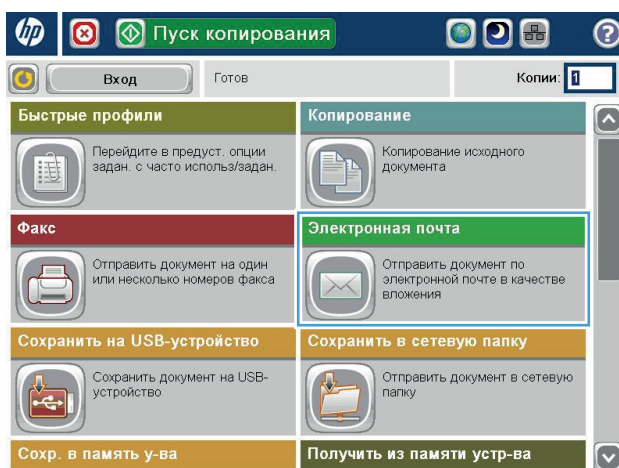 hp
Пуск копирования
?
Вход
Готов
Копии: 1
Быстрые профили
Копирование
Перейдите в предуст. опции
задан. с часто использ/задан.
Копирование исходного
документа
Факс
Электронная почта
Отправить документ на один
или несколько номеров факса
Отправить документ по
электронной почте в качестве
вложения
Сохранить на USB-устройство
Сохранить в сетевую папку
Сохранить документ на USB-
устройство
Отправить документ в сетевую
папку
Сохр. в память у-ва
Получить из памяти устр-ва